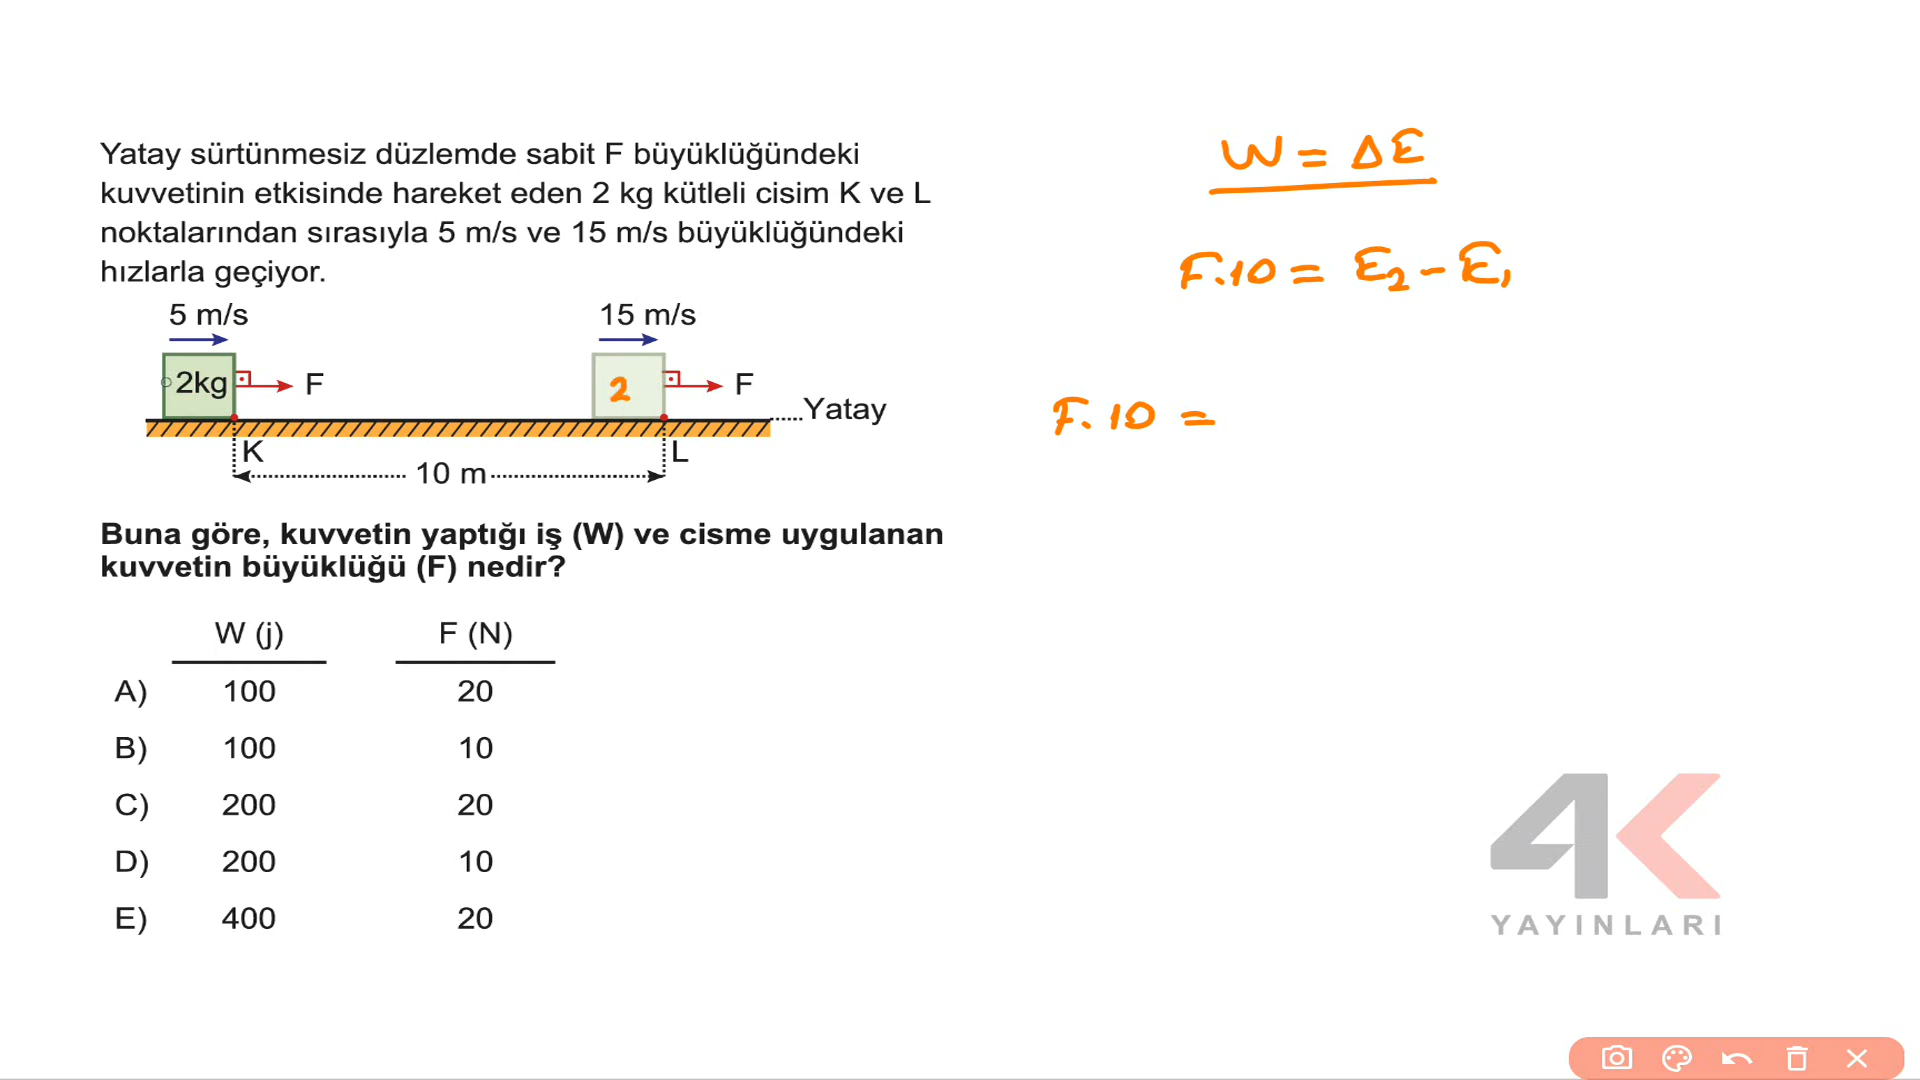 Yatay sürtünmesiz düzlemde sabit F büyüklüğündeki
kuvvetinin etkisinde hareket eden 2 kg kütleli cisim K ve L
noktalarından sırasıyla 5 m/s ve 15 m/s büyüklüğündeki
hızlarla geçiyor.
5 m/s 15 m/s
2kg F 2 F
Yatay
K L
10 m
Buna göre, kuvvetin yaptığı iş (W) ve cisme uygulanan
kuvvetin büyüklüğü (F) nedir?
W (j) F (N)
A) 100 20
B) 100 10
C) 200 20
D) 200 10
E) 400 20
W = ΔE
F.10 = E₂ - E₁
F.10 =
4K
YAYINLARI